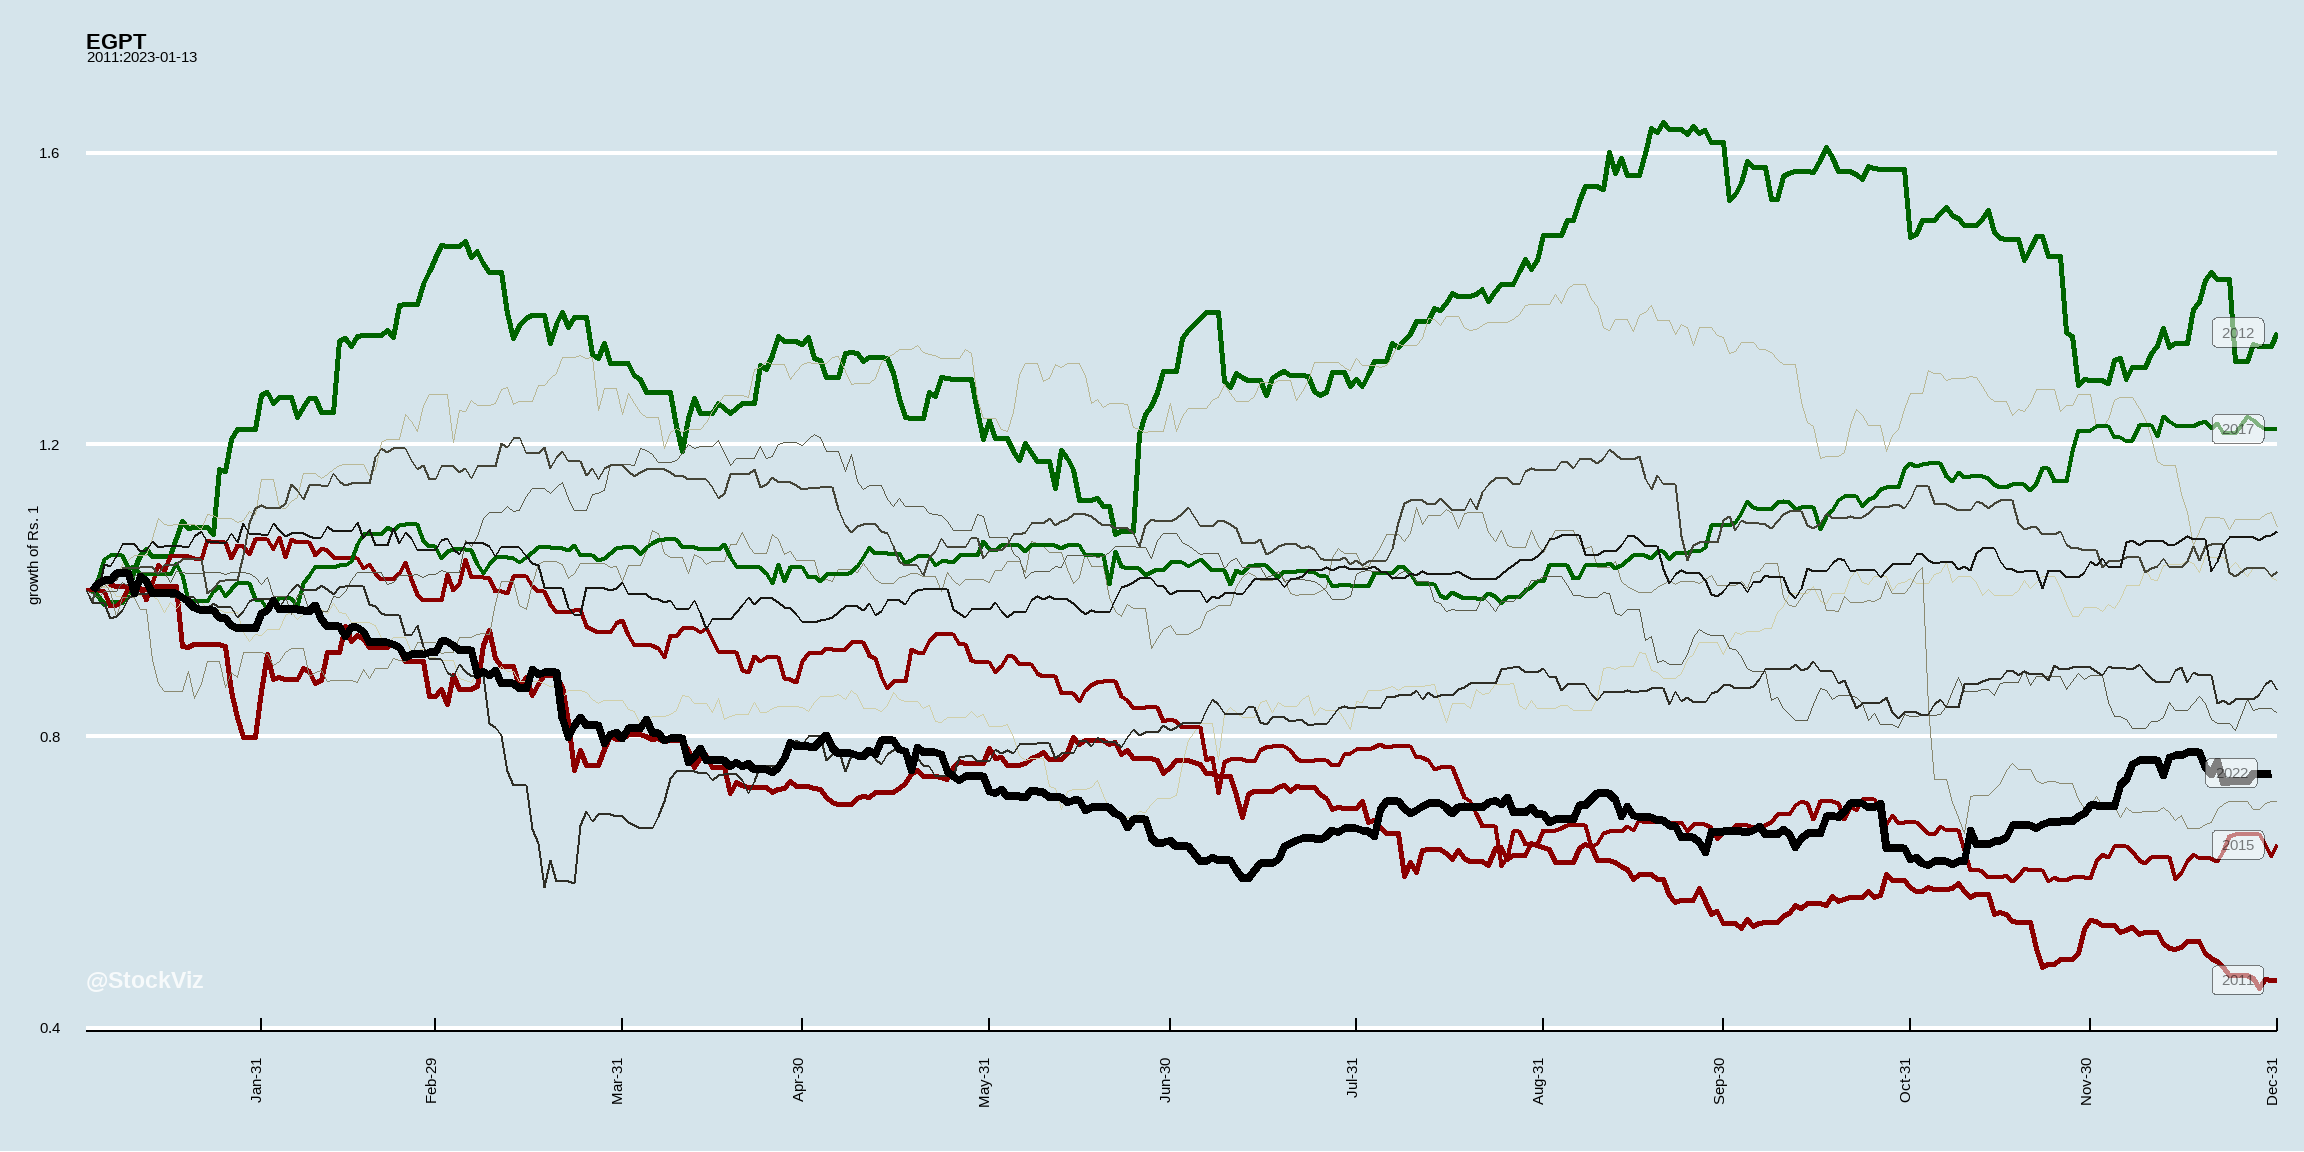 EGPT
2011:2023-01-13
1.6
1.2
0.8
0.4
growth of Rs. 1
2012
2017
2022
2015
2011
@StockViz
Jan-31
Feb-29
Mar-31
Apr-30
May-31
Jun-30
Jul-31
Aug-31
Sep-30
Oct-31
Nov-30
Dec-31